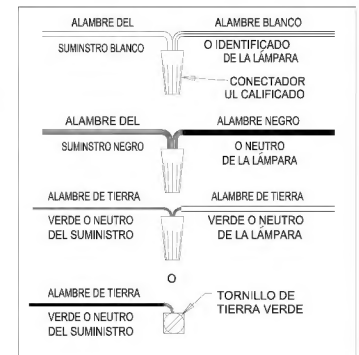 ALAMBRE DEL
ALAMBRE BLANCO
SUMINSTRO BLANCO
O IDENTIFICADO
DE LA LÁMPARA
CONECTADOR
UL CALIFICADO
ALAMBRE DEL
ALAMBRE NEGRO
SUMINSTRO NEGRO
O NEUTRO
DE LA LÁMPARA
ALAMBRE DE TIERRA
ALAMBRE DE TIERRA
VERDE O NEUTRO
DEL SUMINISTRO
VERDE O NEUTRO
DE LA LÁMPARA
O
ALAMBRE DE TIERRA
VERDE O NEUTRO
DEL SUMINISTRO
TORNILLO DE
TIERRA VERDE